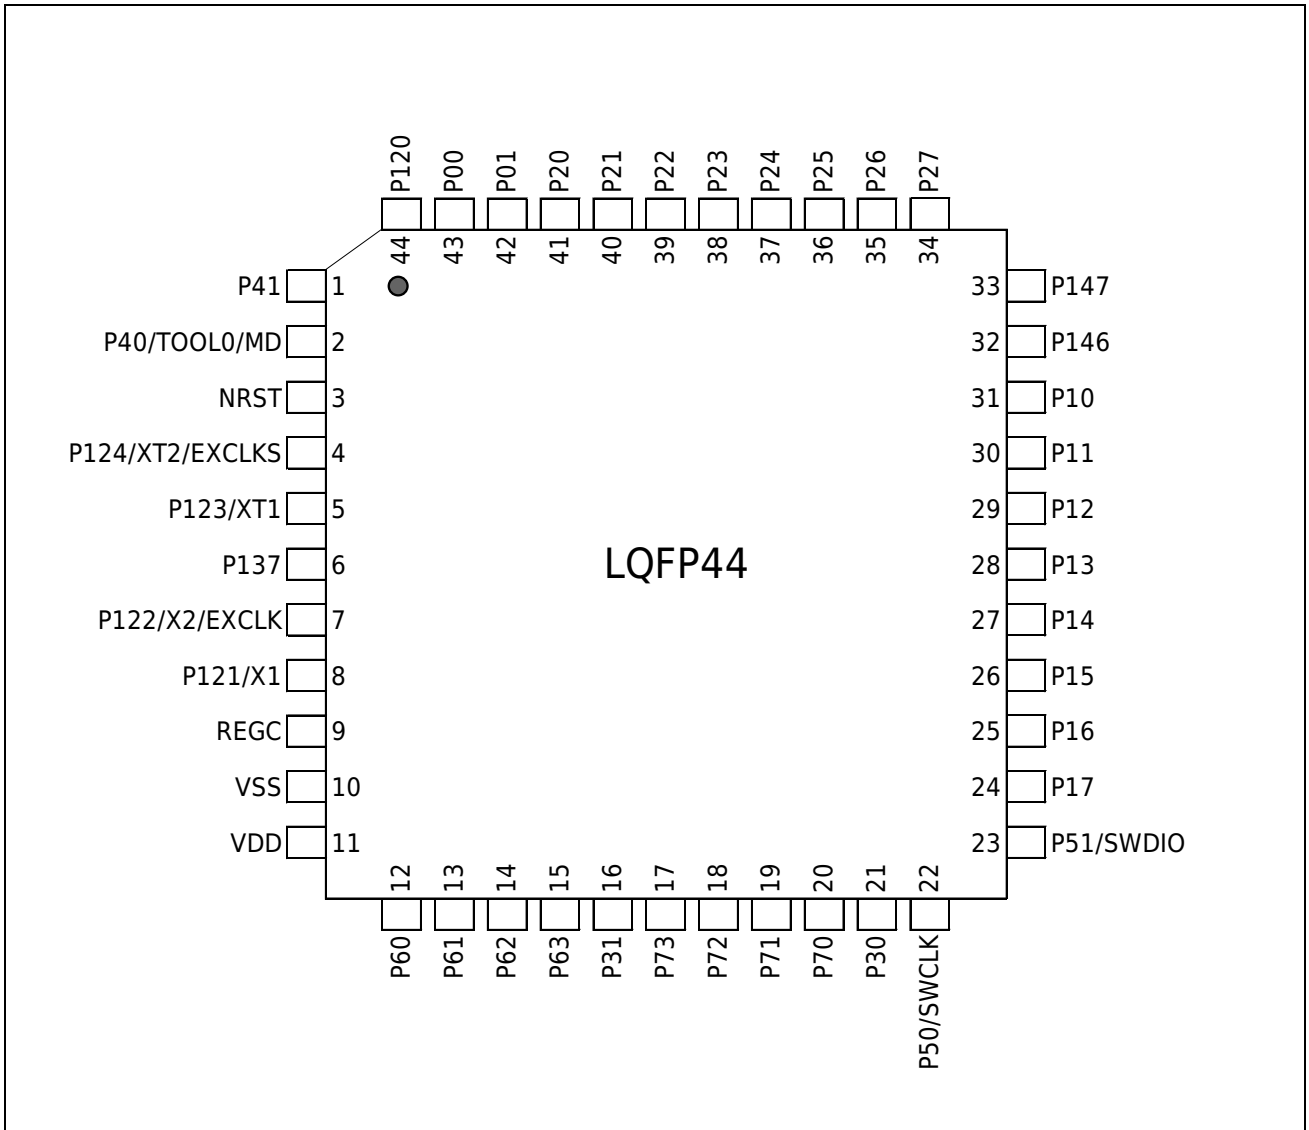 P120 P00 P01 P20 P21 P22 P23 P24 P25 P26 P27
44 43 42 41 40 39 38 37 36 35 34
P41 1 33 P147
P40/TOOL0/MD 2 32 P146
NRST 3 31 P10
P124/XT2/EXCLKS 4 30 P11
P123/XT1 5 29 P12
P137 6 28 P13
LQFP44
P122/X2/EXCLK 7 27 P14
P121/X1 8 26 P15
REGC 9 25 P16
VSS 10 24 P17
VDD 11 23 P51/SWDIO
12 13 14 15 16 17 18 19 20 21 22
P60 P61 P62 P63 P31 P73 P72 P71 P70 P30 P50/SWCLK